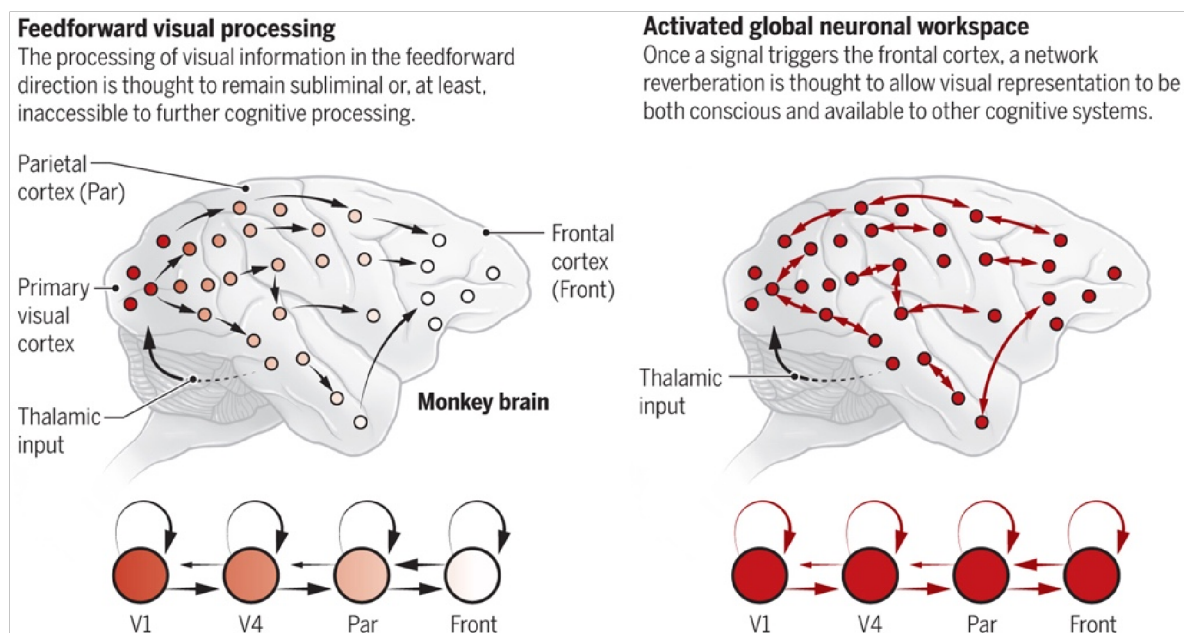 Feedforward visual processing
The processing of visual information in the feedforward
direction is thought to remain subliminal or, at least,
inaccessible to further cognitive processing.
Parietal
cortex (Par)
Primary
visual
cortex
Thalamic
input
Frontal
cortex
(Front)
Monkey brain
V1 V4 Par Front
Activated global neuronal workspace
Once a signal triggers the frontal cortex, a network
reverberation is thought to allow visual representation to be
both conscious and available to other cognitive systems.
Thalamic
input
V1 V4 Par Front